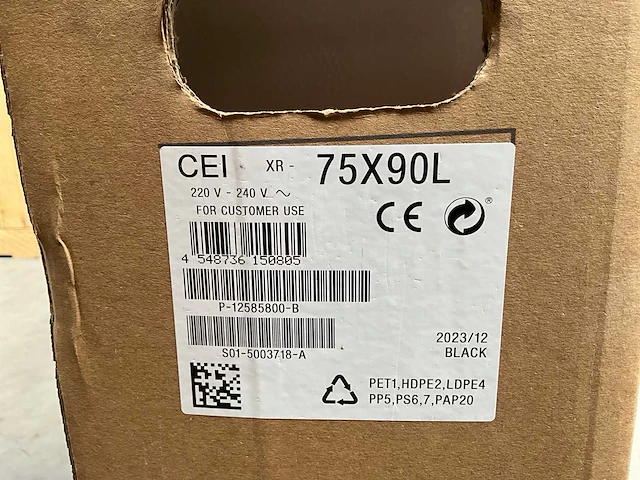 CEI XR - 75X90L
220 V - 240 V ~
FOR CUSTOMER USE
CE
4 548736 150805
P-12585800-B
S01-5003718-A
2023/12
BLACK
PET1,HDPE2,LDPE4
PP5,PS6,7,PAP20